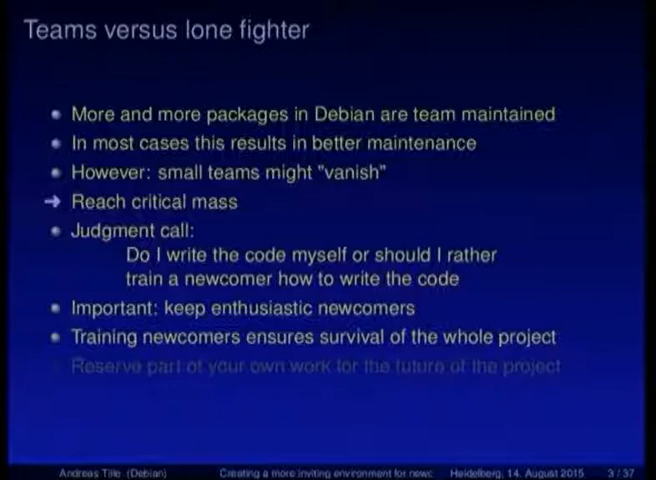 Teams versus lone fighter
More and more packages in Debian are team maintained
In most cases this results in better maintenance
However: small teams might "vanish"
Reach critical mass
Judgment call:
Do I write the code myself or should I rather
train a newcomer how to write the code
Important: keep enthusiastic newcomers
Training newcomers ensures survival of the whole project
Reserve part of your own work for the future of the project
Andreas Tille (Debian) Creating a more inviting environment for newc Heidelberg, 14. August 2015 3 / 37